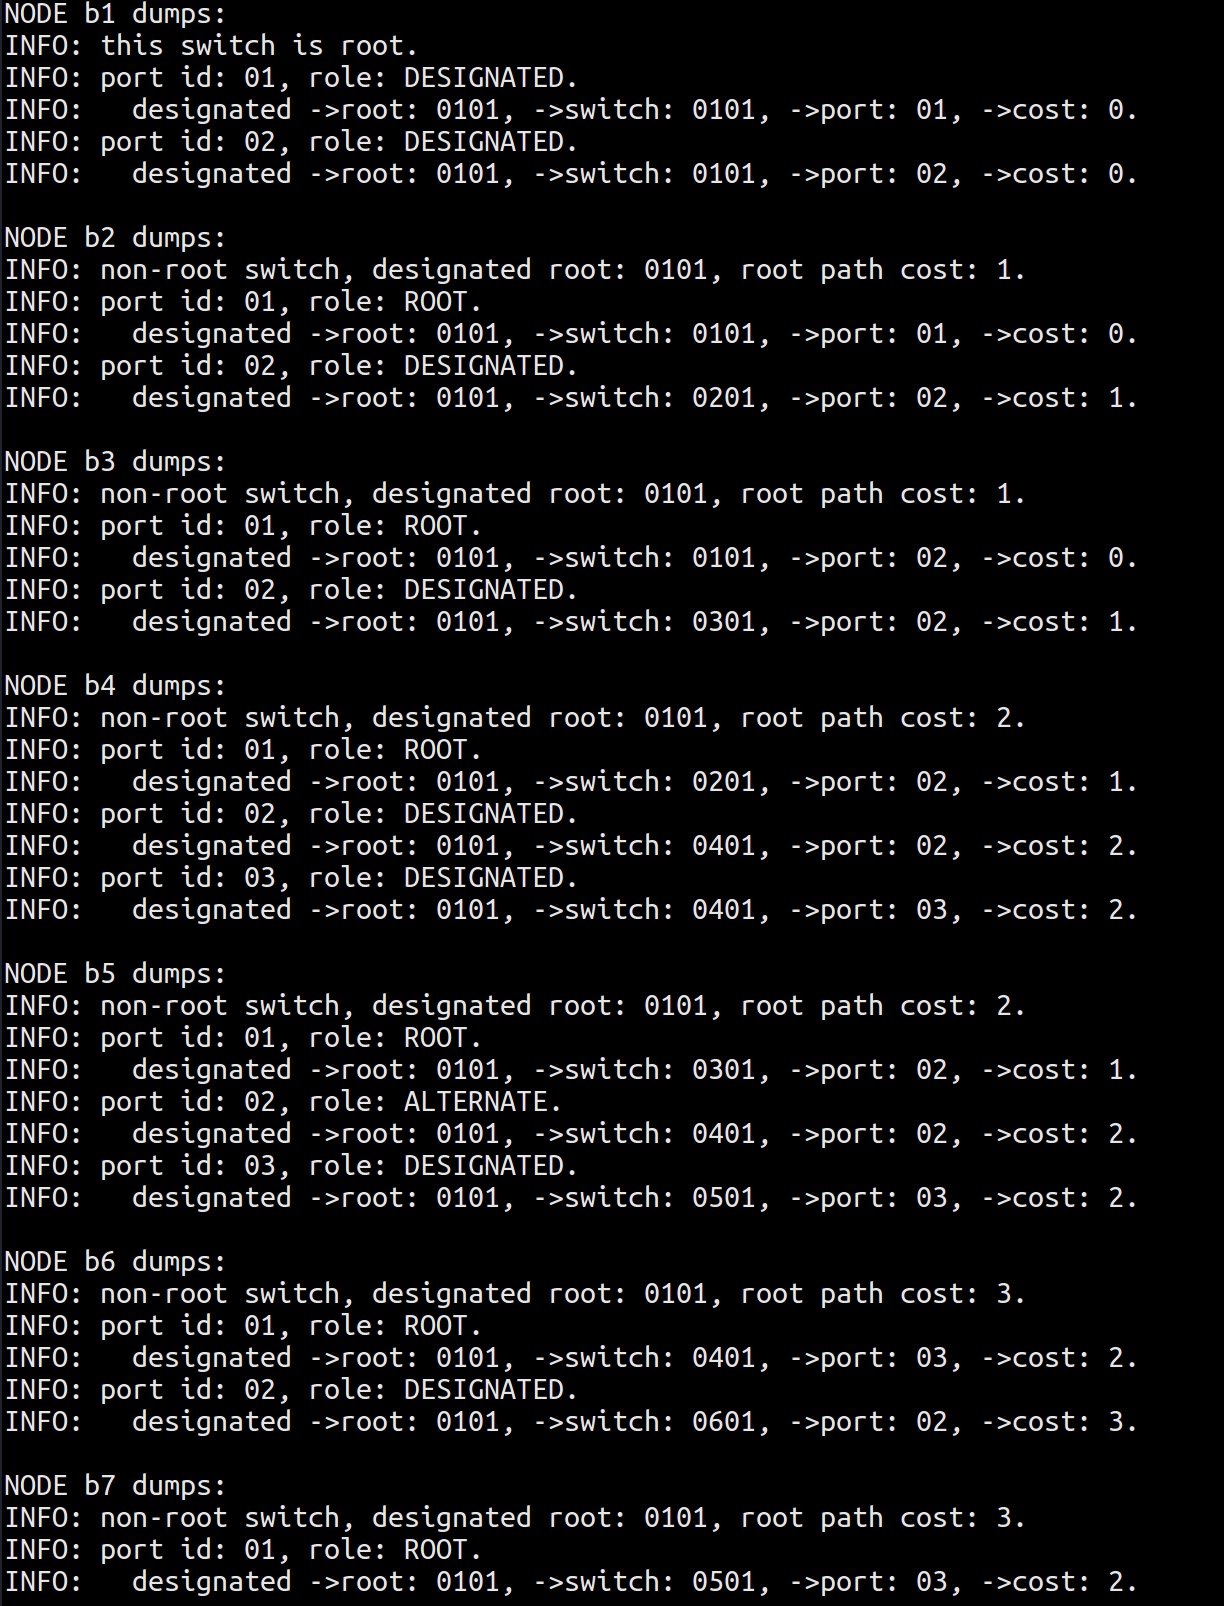 NODE b1 dumps:
INFO: this switch is root.
INFO: port id: 01, role: DESIGNATED.
INFO:   designated ->root: 0101, ->switch: 0101, ->port: 01, ->cost: 0.
INFO: port id: 02, role: DESIGNATED.
INFO:   designated ->root: 0101, ->switch: 0101, ->port: 02, ->cost: 0.

NODE b2 dumps:
INFO: non-root switch, designated root: 0101, root path cost: 1.
INFO: port id: 01, role: ROOT.
INFO:   designated ->root: 0101, ->switch: 0101, ->port: 01, ->cost: 0.
INFO: port id: 02, role: DESIGNATED.
INFO:   designated ->root: 0101, ->switch: 0201, ->port: 02, ->cost: 1.

NODE b3 dumps:
INFO: non-root switch, designated root: 0101, root path cost: 1.
INFO: port id: 01, role: ROOT.
INFO:   designated ->root: 0101, ->switch: 0101, ->port: 02, ->cost: 0.
INFO: port id: 02, role: DESIGNATED.
INFO:   designated ->root: 0101, ->switch: 0301, ->port: 02, ->cost: 1.

NODE b4 dumps:
INFO: non-root switch, designated root: 0101, root path cost: 2.
INFO: port id: 01, role: ROOT.
INFO:   designated ->root: 0101, ->switch: 0201, ->port: 02, ->cost: 1.
INFO: port id: 02, role: DESIGNATED.
INFO:   designated ->root: 0101, ->switch: 0401, ->port: 02, ->cost: 2.
INFO: port id: 03, role: DESIGNATED.
INFO:   designated ->root: 0101, ->switch: 0401, ->port: 03, ->cost: 2.

NODE b5 dumps:
INFO: non-root switch, designated root: 0101, root path cost: 2.
INFO: port id: 01, role: ROOT.
INFO:   designated ->root: 0101, ->switch: 0301, ->port: 02, ->cost: 1.
INFO: port id: 02, role: ALTERNATE.
INFO:   designated ->root: 0101, ->switch: 0401, ->port: 02, ->cost: 2.
INFO: port id: 03, role: DESIGNATED.
INFO:   designated ->root: 0101, ->switch: 0501, ->port: 03, ->cost: 2.

NODE b6 dumps:
INFO: non-root switch, designated root: 0101, root path cost: 3.
INFO: port id: 01, role: ROOT.
INFO:   designated ->root: 0101, ->switch: 0401, ->port: 03, ->cost: 2.
INFO: port id: 02, role: DESIGNATED.
INFO:   designated ->root: 0101, ->switch: 0601, ->port: 02, ->cost: 3.

NODE b7 dumps:
INFO: non-root switch, designated root: 0101, root path cost: 3.
INFO: port id: 01, role: ROOT.
INFO:   designated ->root: 0101, ->switch: 0501, ->port: 03, ->cost: 2.